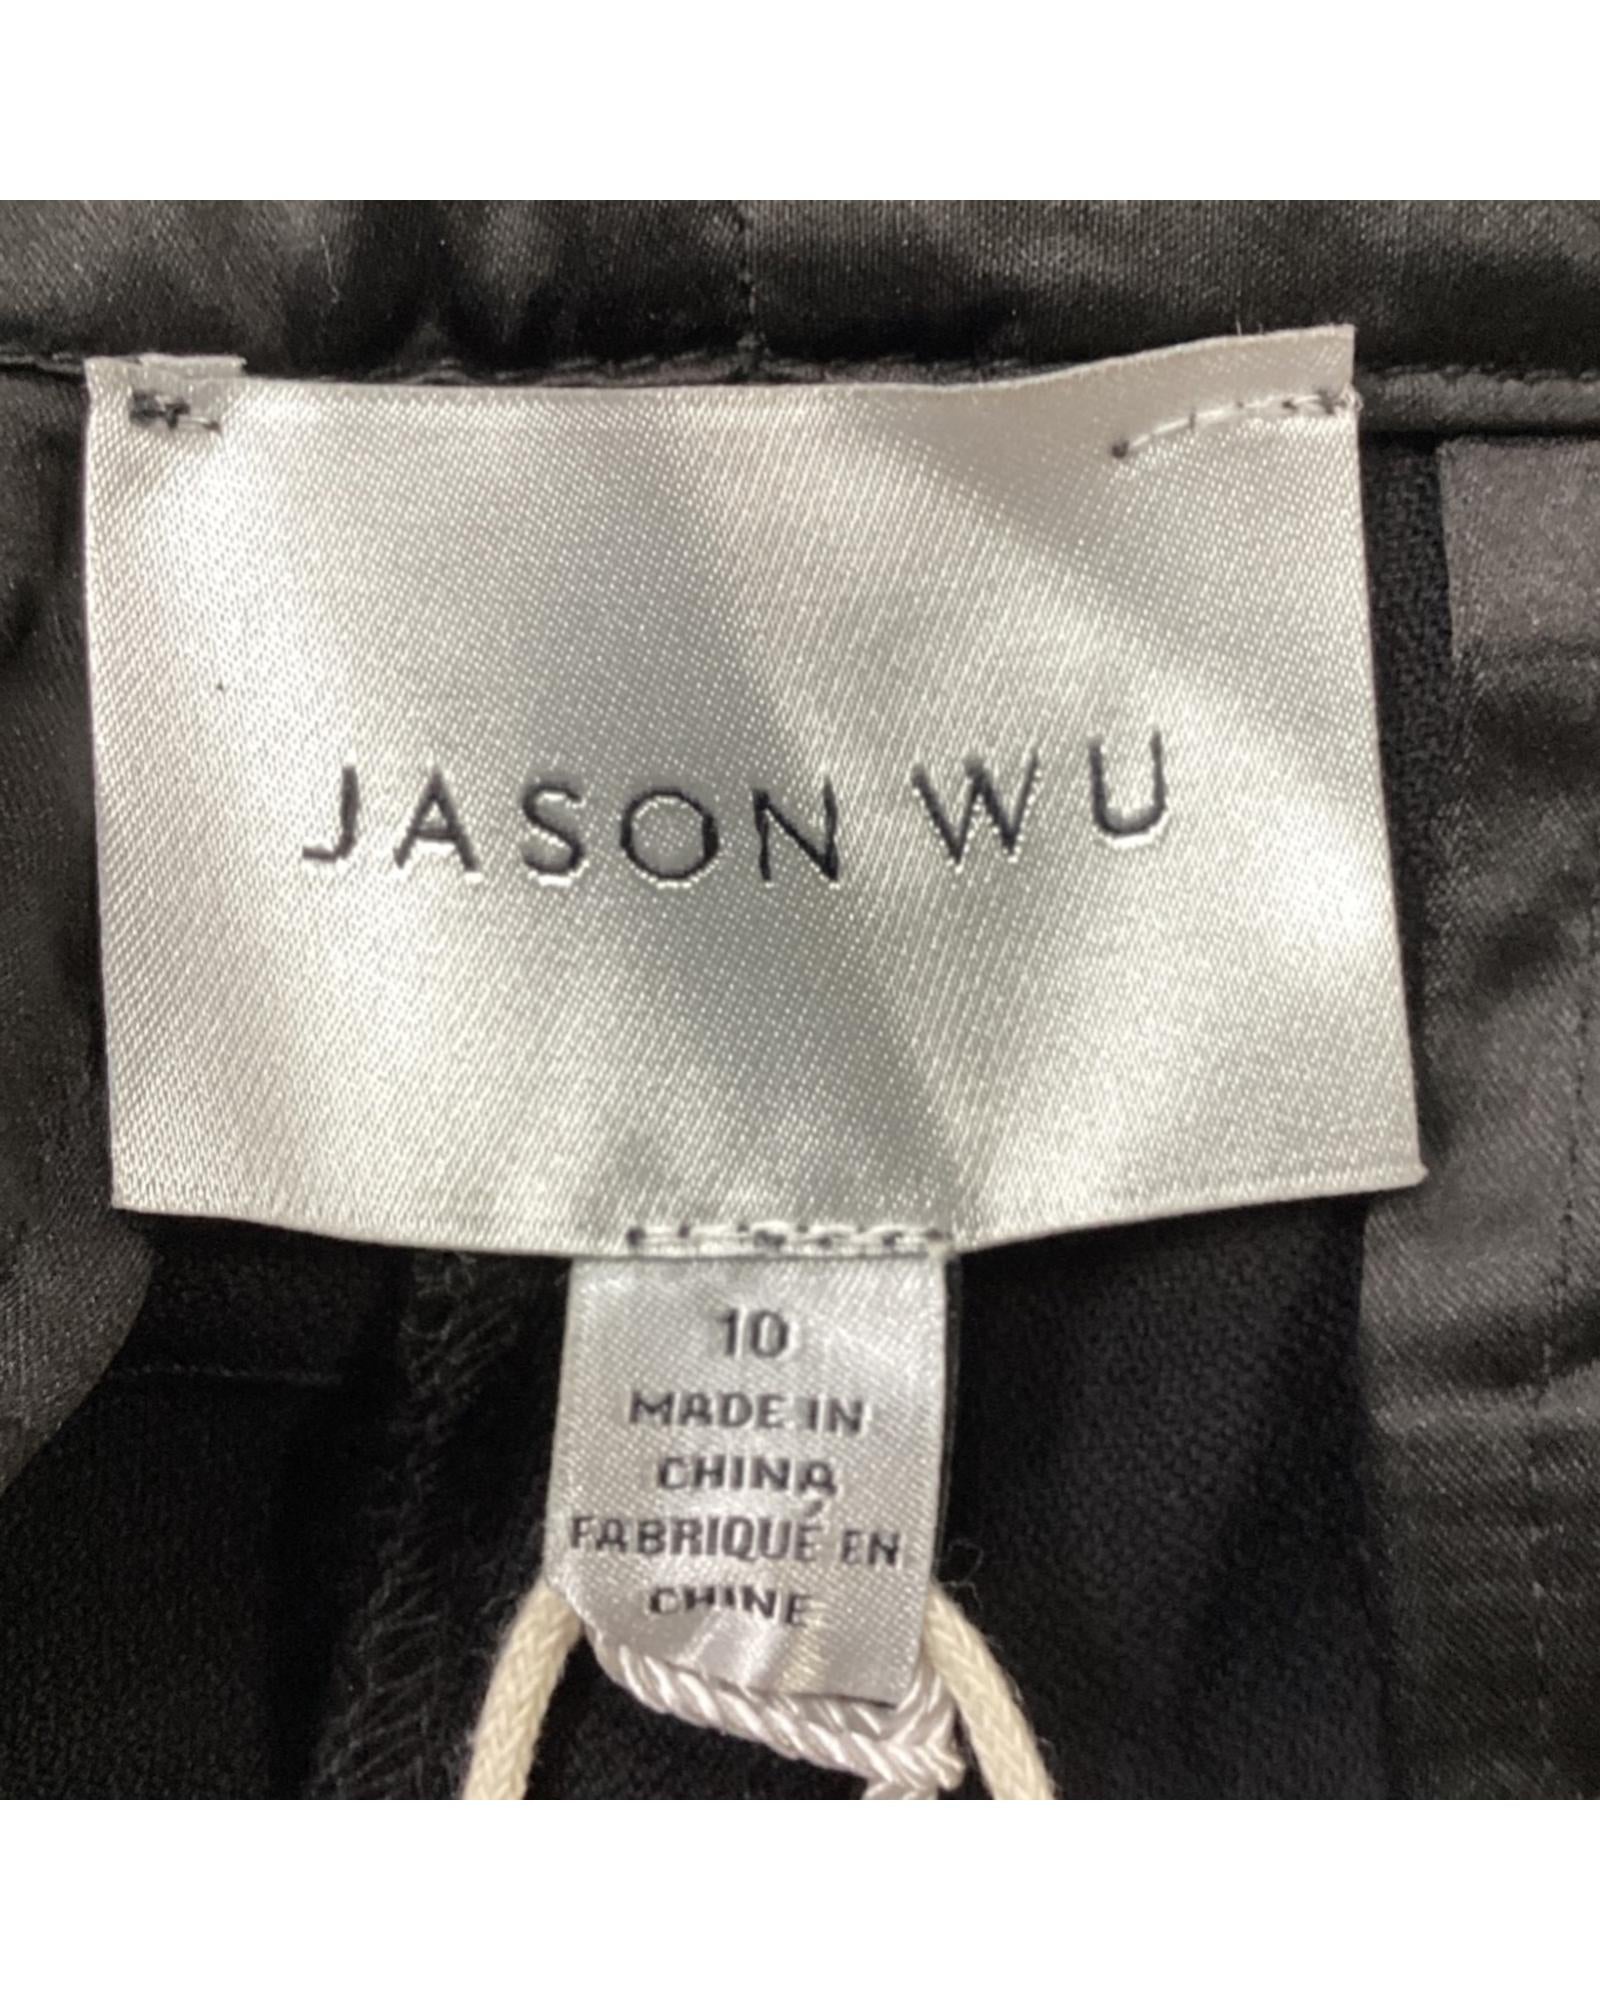 JASON WU
10
MADE IN
CHINA
FABRIQUÉ EN
CHINE